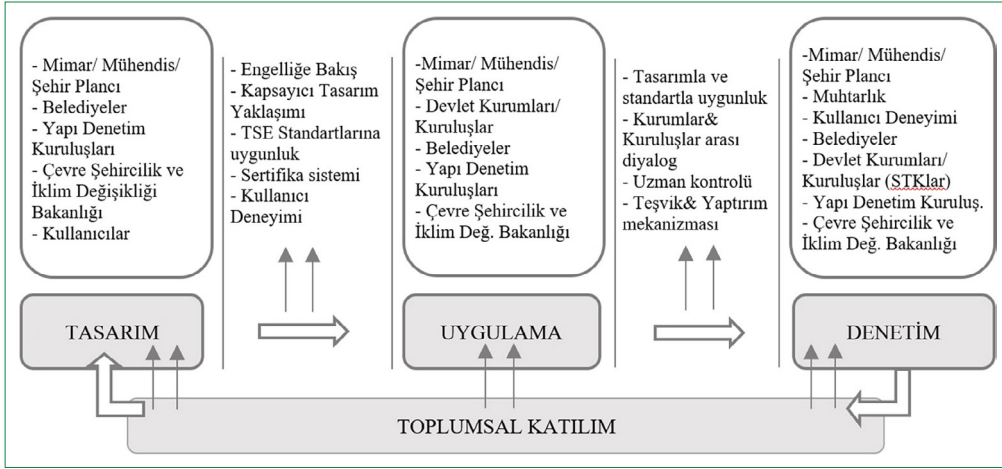 - Mimar/ Mühendis/
Şehir Plancı
- Belediyeler
- Yapı Denetim
Kuruluşları
- Çevre Şehircilik ve
İklim Değişikliği
Bakanlığı
- Kullanıcılar
- Engelliğe Bakış
- Kapsayıcı Tasarım
Yaklaşımı
- TSE Standartlarına
uygunluk
- Sertifika sistemi
- Kullanıcı
Deneyimi
-Mimar/ Mühendis/
Şehir Plancı
- Devlet Kurumları/
Kuruluşlar
- Belediyeler
- Yapı Denetim
Kuruluşları
- Çevre Şehircilik ve
İklim Değ. Bakanlığı
- Tasarımla ve
standartla uygunluk
- Kurumlar&
Kuruluşlar arası
diyalog
- Uzman kontrolü
- Teşvik& Yaptırım
mekanizması
-Mimar/ Mühendis/
Şehir Plancı
- Muhtarlık
- Kullanıcı Deneyimi
- Belediyeler
- Devlet Kurumları/
Kuruluşlar (STKlar)
- Yapı Denetim Kuruluş.
- Çevre Şehircilik ve
İklim Değ. Bakanlığı
TASARIM
UYGULAMA
DENETİM
TOPLUMSAL KATILIM